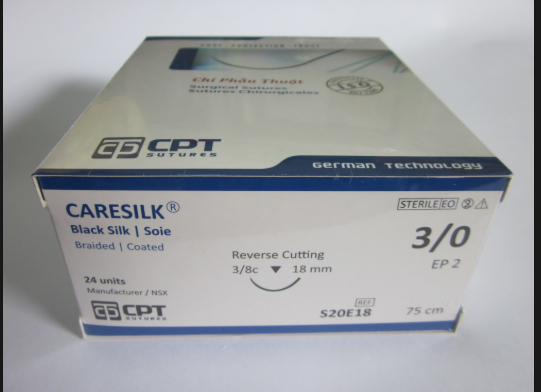 Chỉ Phẫu Thuật
Surgical Sutures
Sutures Chirurgicales
CPT
SUTURES
German Technology
CARESILK®
Black Silk | Soie
Braided | Coated
24 units
Manufacturer / NSX
CPT
SUTURES
Reverse Cutting
3/8c ▼ 18 mm
STERILE EO
3/0
EP 2
REF
S20E18
75 cm